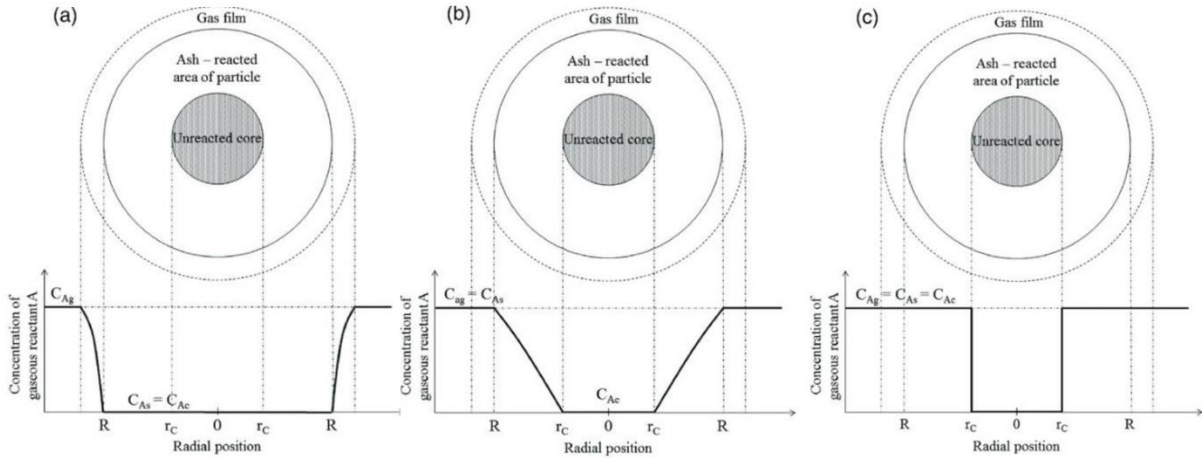 (a)
Gas film
Ash – reacted
area of particle
Unreacted core
Concentration of
gaseous reactant A
C_Ag
C_As = C_Ac
R
r_C
0
r_C
R
Radial position
(b)
Gas film
Ash – reacted
area of particle
Unreacted core
Concentration of
gaseous reactant A
C_ag = C_As
C_Ac
R
r_C
0
r_C
R
Radial position
(c)
Gas film
Ash – reacted
area of particle
Unreacted core
Concentration of
gaseous reactant A
C_Ag = C_As = C_Ac
R
r_C
0
r_C
R
Radial position